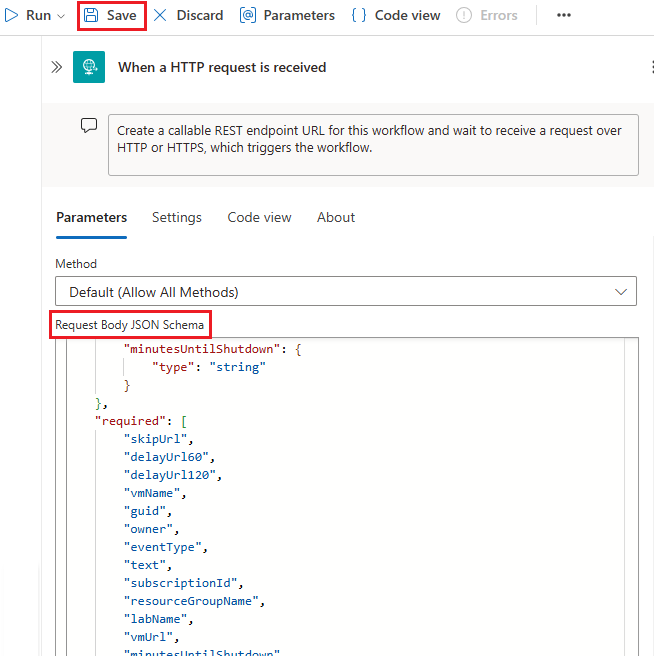 Run Save Discard Parameters Code view Errors
When a HTTP request is received
Create a callable REST endpoint URL for this workflow and wait to receive a request over
HTTP or HTTPS, which triggers the workflow.
Parameters Settings Code view About
Method
Default (Allow All Methods)
Request Body JSON Schema
"minutesUntilShutdown": {
"type": "string"
}
},
"required": [
"skipUrl",
"delayUrl60",
"delayUrl120",
"vmName",
"guid",
"owner",
"eventType",
"text",
"subscriptionId",
"resourceGroupName",
"labName",
"vmUrl",
"minutesUntilShutdown"